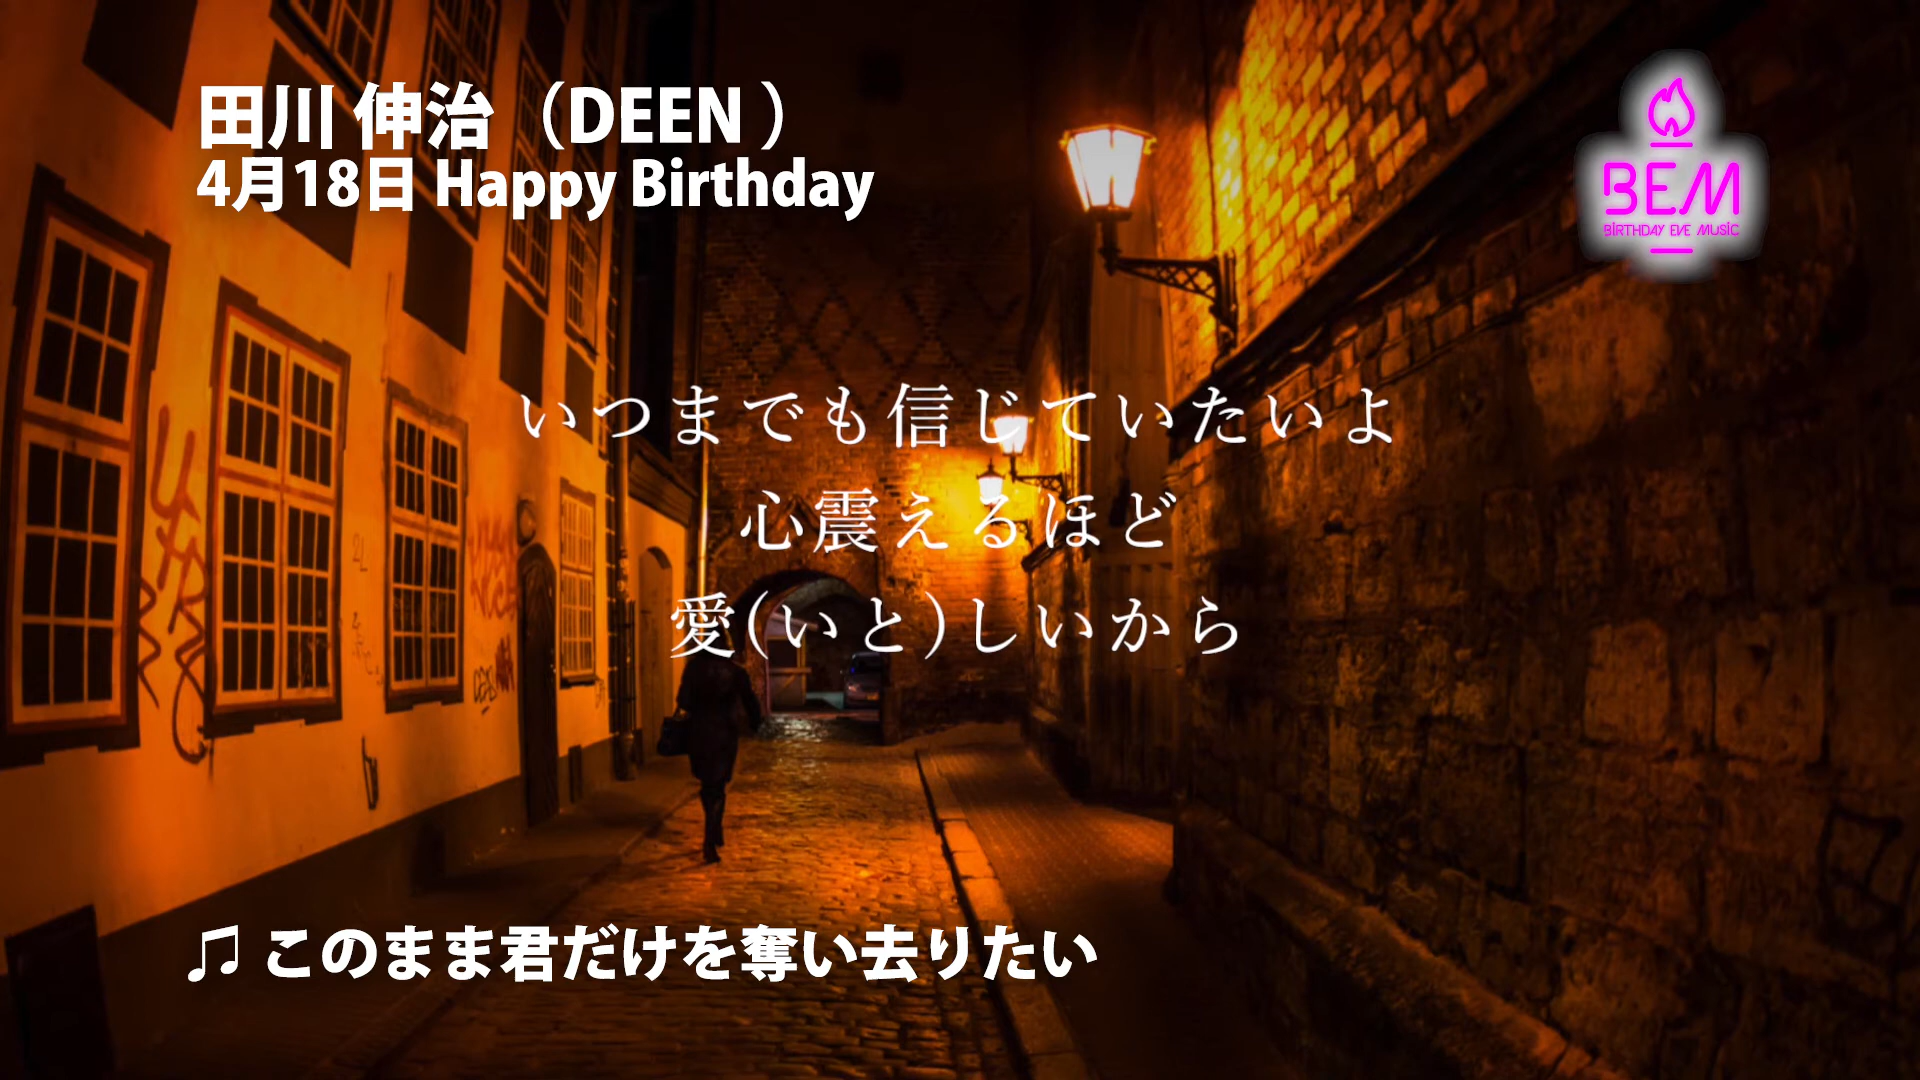 田川 伸治（DEEN）
4月18日 Happy Birthday
BEM
BIRTHDAY EVE MUSIC
いつまでも信じていたいよ
心震えるほど
愛(いと)しいから
♫ このまま君だけを奪い去りたい